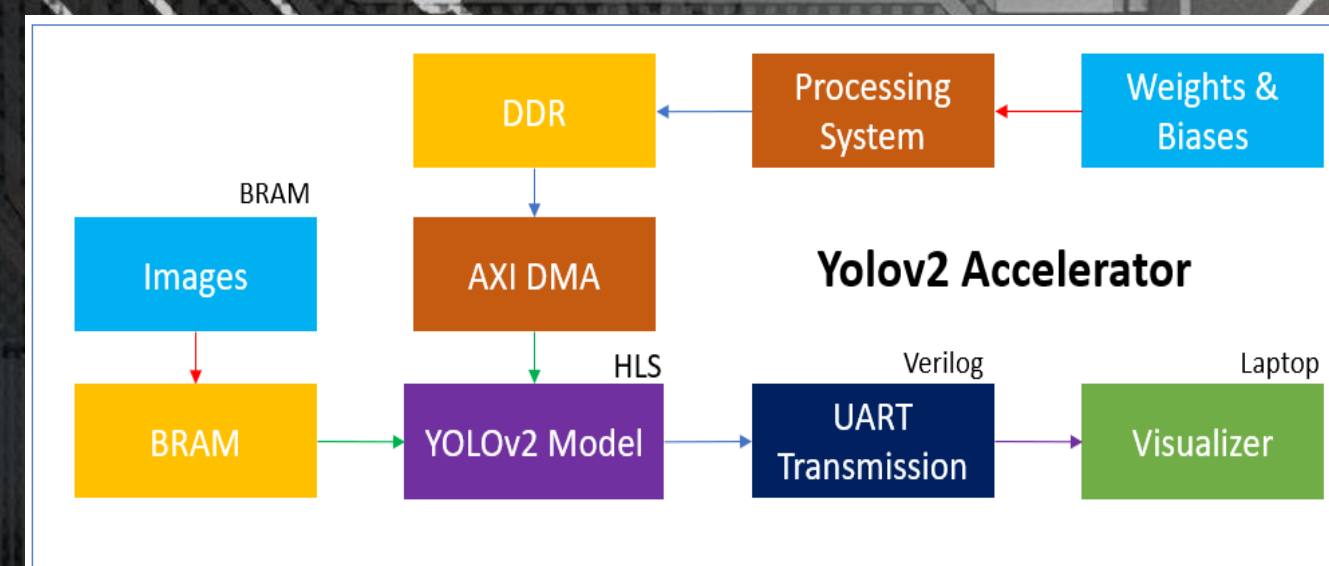 DDR
Processing
System
Weights &
Biases
BRAM
Images
AXI DMA
Yolov2 Accelerator
HLS
Verilog
Laptop
BRAM
YOLOv2 Model
UART
Transmission
Visualizer